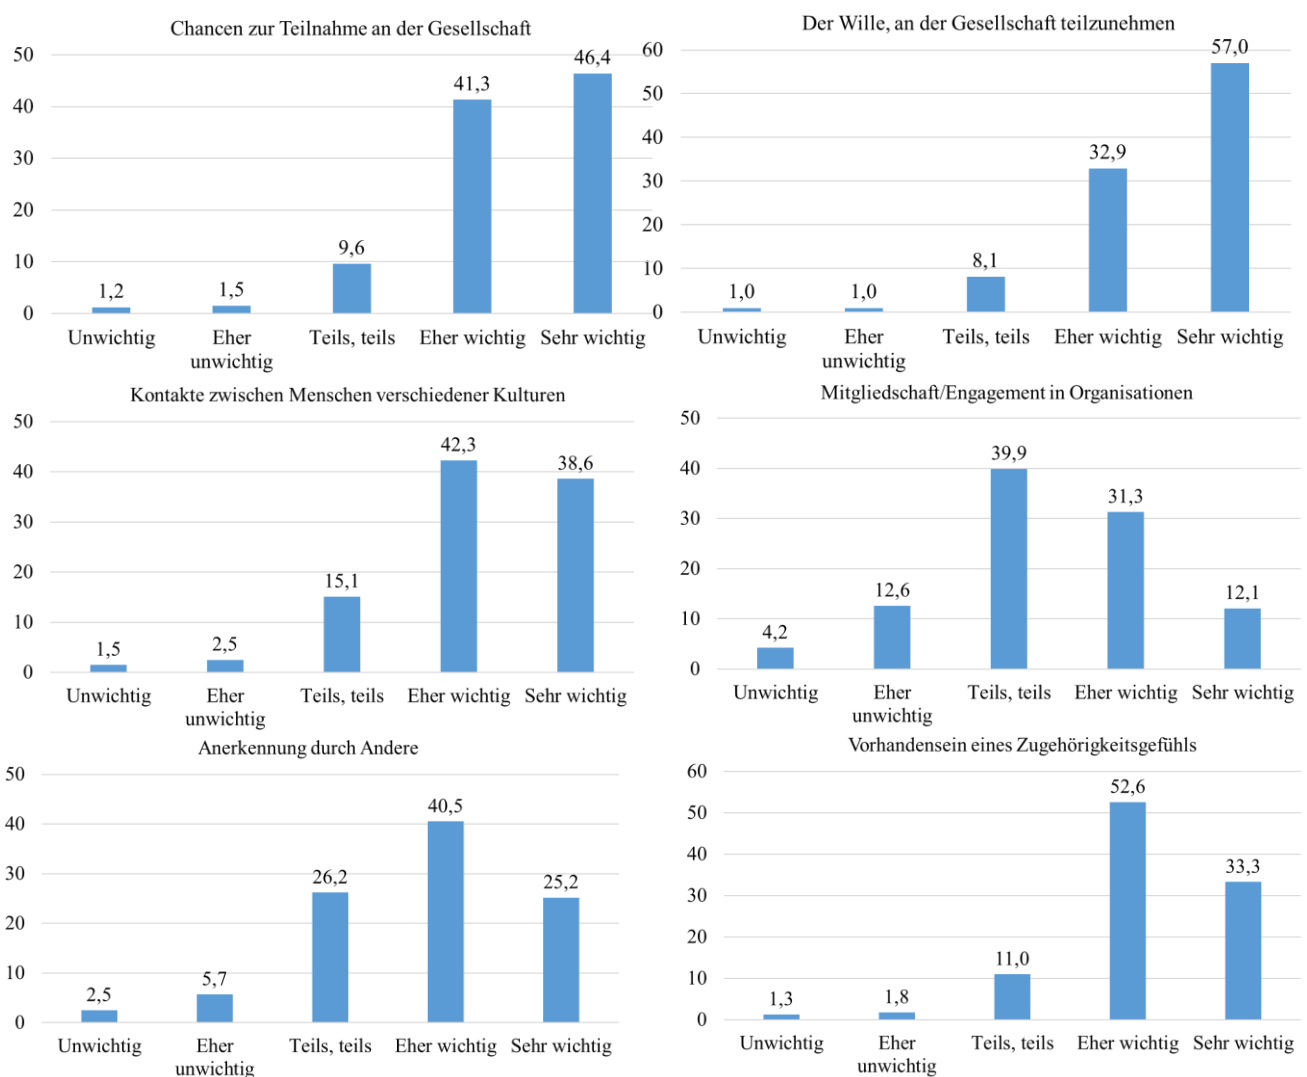 Chancen zur Teilnahme an der Gesellschaft
50
40
30
20
10
0
1,2
1,5
9,6
41,3
46,4
Unwichtig
Eher
unwichtig
Teils, teils
Eher wichtig
Sehr wichtig
Der Wille, an der Gesellschaft teilzunehmen
60
50
40
30
20
10
0
1,0
1,0
8,1
32,9
57,0
Unwichtig
Eher
unwichtig
Teils, teils
Eher wichtig
Sehr wichtig
Kontakte zwischen Menschen verschiedener Kulturen
50
40
30
20
10
0
1,5
2,5
15,1
42,3
38,6
Unwichtig
Eher
unwichtig
Teils, teils
Eher wichtig
Sehr wichtig
Mitgliedschaft/Engagement in Organisationen
50
40
30
20
10
0
4,2
12,6
39,9
31,3
12,1
Unwichtig
Eher
unwichtig
Teils, teils
Eher wichtig
Sehr wichtig
Anerkennung durch Andere
50
40
30
20
10
0
2,5
5,7
26,2
40,5
25,2
Unwichtig
Eher
unwichtig
Teils, teils
Eher wichtig
Sehr wichtig
Vorhandensein eines Zugehörigkeitsgefühls
60
50
40
30
20
10
0
1,3
1,8
11,0
52,6
33,3
Unwichtig
Eher
unwichtig
Teils, teils
Eher wichtig
Sehr wichtig